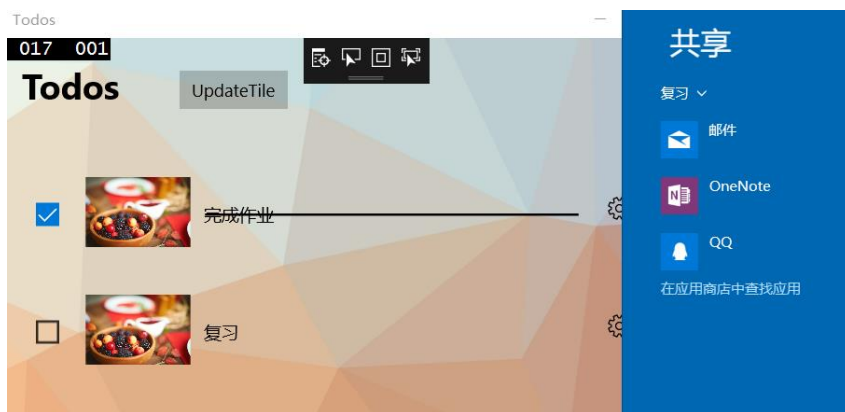 Todos
017 001
Todos
UpdateTile
完成作业
复习
共享
复习
邮件
OneNote
QQ
在应用商店中查找应用